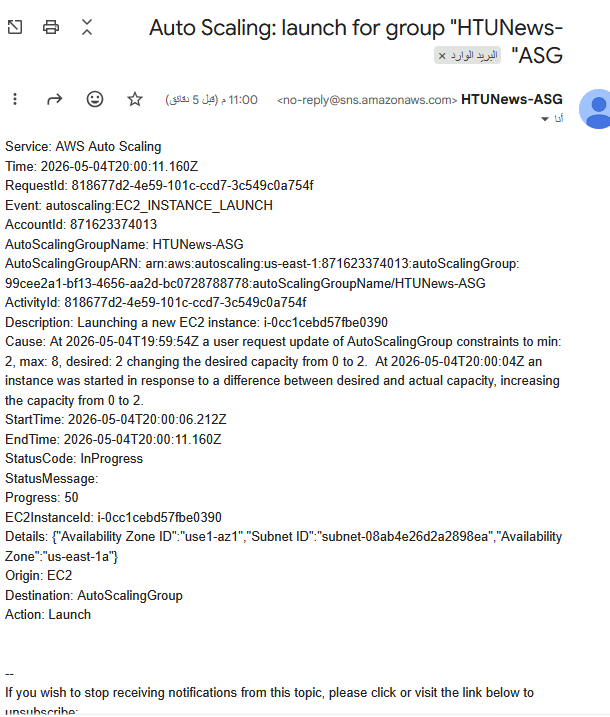 Auto Scaling: launch for group "HTUNews-
ASG"
البريد الوارد ×
HTUNews-ASG <no-reply@sns.amazonaws.com>
11:00 م (قبل 5 دقائق)
أنا
Service: AWS Auto Scaling
Time: 2026-05-04T20:00:11.160Z
RequestId: 818677d2-4e59-101c-ccd7-3c549c0a754f
Event: autoscaling:EC2_INSTANCE_LAUNCH
AccountId: 871623374013
AutoScalingGroupName: HTUNews-ASG
AutoScalingGroupARN: arn:aws:autoscaling:us-east-1:871623374013:autoScalingGroup:
99cee2a1-bf13-4656-aa2d-bc0728788778:autoScalingGroupName/HTUNews-ASG
ActivityId: 818677d2-4e59-101c-ccd7-3c549c0a754f
Description: Launching a new EC2 instance: i-0cc1cebd57fbe0390
Cause: At 2026-05-04T19:59:54Z a user request update of AutoScalingGroup constraints to min:
2, max: 8, desired: 2 changing the desired capacity from 0 to 2.  At 2026-05-04T20:00:04Z an
instance was started in response to a difference between desired and actual capacity, increasing
the capacity from 0 to 2.
StartTime: 2026-05-04T20:00:06.212Z
EndTime: 2026-05-04T20:00:11.160Z
StatusCode: InProgress
StatusMessage:
Progress: 50
EC2InstanceId: i-0cc1cebd57fbe0390
Details: {"Availability Zone ID":"use1-az1","Subnet ID":"subnet-08ab4e26d2a2898ea","Availability
Zone":"us-east-1a"}
Origin: EC2
Destination: AutoScalingGroup
Action: Launch
--
If you wish to stop receiving notifications from this topic, please click or visit the link below to
unsubscribe: